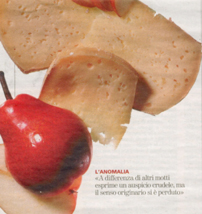 L'ANOMALIA
«A differenza di altri motti
esprime un auspicio crudele, ma
il senso originario si è perduto»